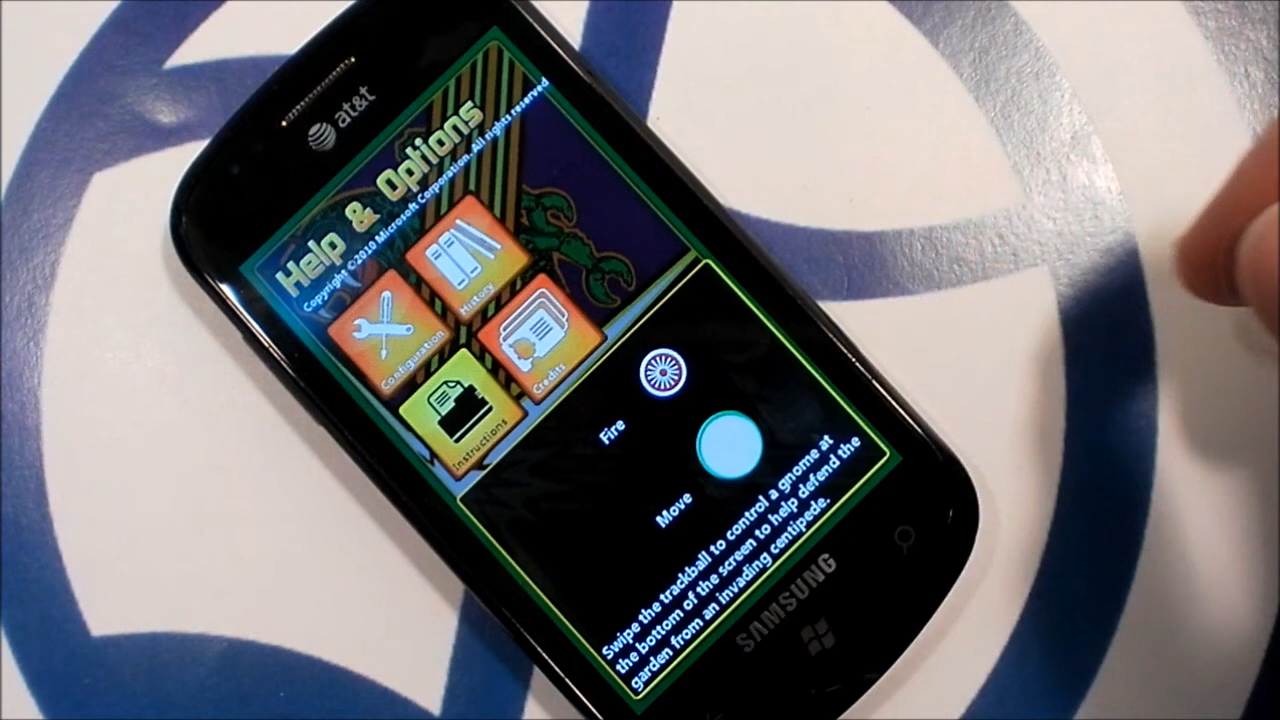 at&t
Help & Options
Copyright ©2010 Microsoft Corporation. All rights reserved
Configuration
History
Instructions
Credits
Fire
Move
Swipe the trackball to control a gnome at
the bottom of the screen to help defend the
garden from an invading centipede.
SAMSUNG